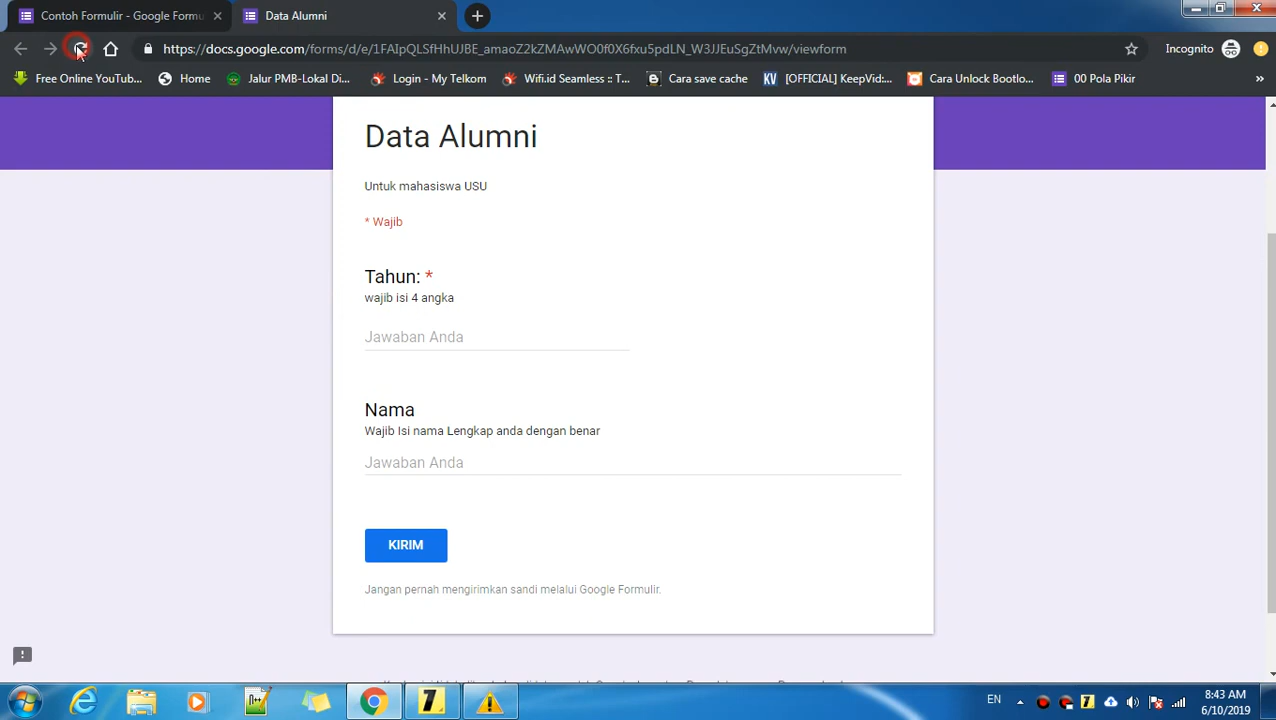 Contoh Formulir - Google Formu
Data Alumni
https://docs.google.com/forms/d/e/1FAIpQLSfHhUJBE_amaoZ2kZMAwWO0f0X6fxu5pdLN_W3JJEuSgZtMvw/viewform
Incognito
Free Online YouTub...
Home
Jalur PMB-Lokal Di...
Login - My Telkom
Wifi.id Seamless :: T...
Cara save cache
KV
[OFFICIAL] KeepVid:...
Cara Unlock Bootlo...
00 Pola Pikir
»
Data Alumni
Untuk mahasiswa USU
* Wajib
Tahun: *
wajib isi 4 angka
Jawaban Anda
Nama
Wajib Isi nama Lengkap anda dengan benar
Jawaban Anda
KIRIM
Jangan pernah mengirimkan sandi melalui Google Formulir.
EN
8:43 AM
6/10/2019